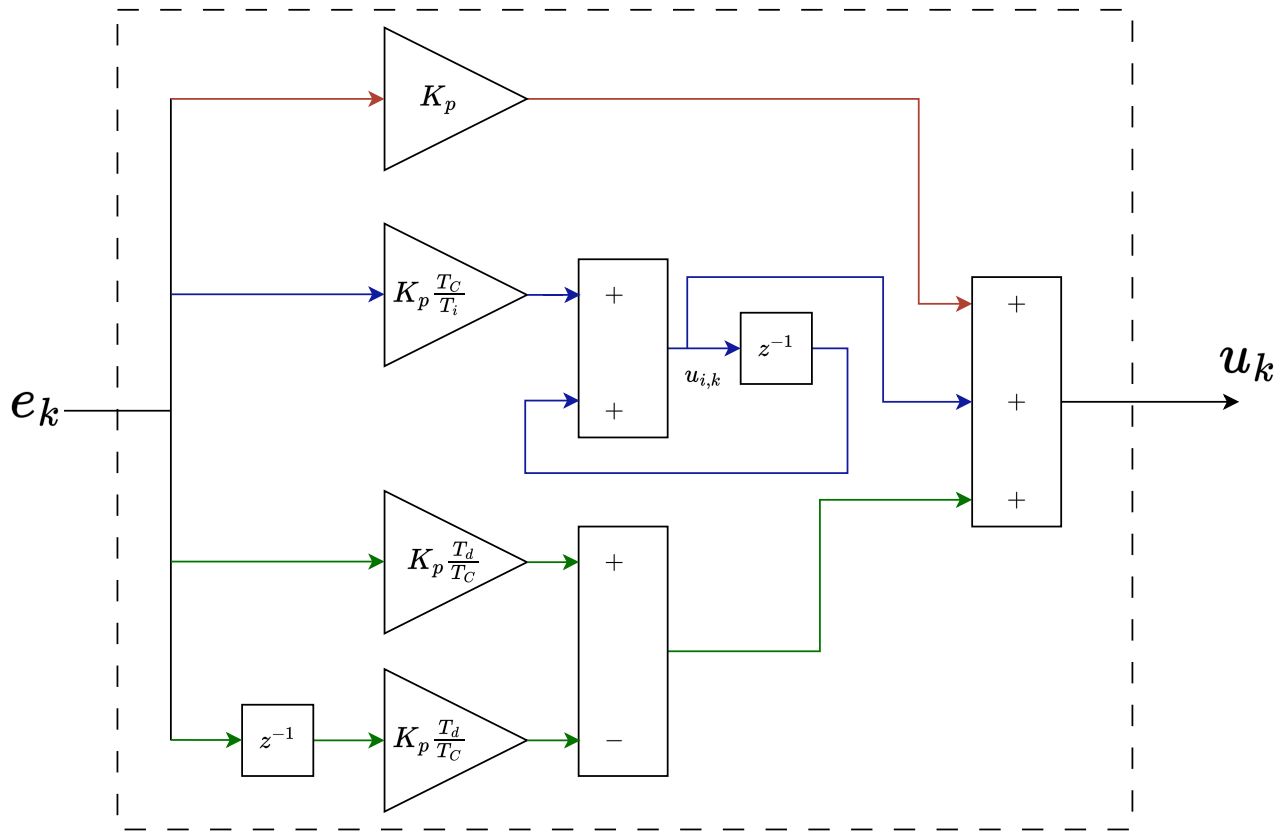 K_p
K_p T_C/T_i
+
+
u_{i,k}
z^{-1}
+
+
+
e_k
u_k
K_p T_d/T_C
+
−
z^{-1}
K_p T_d/T_C